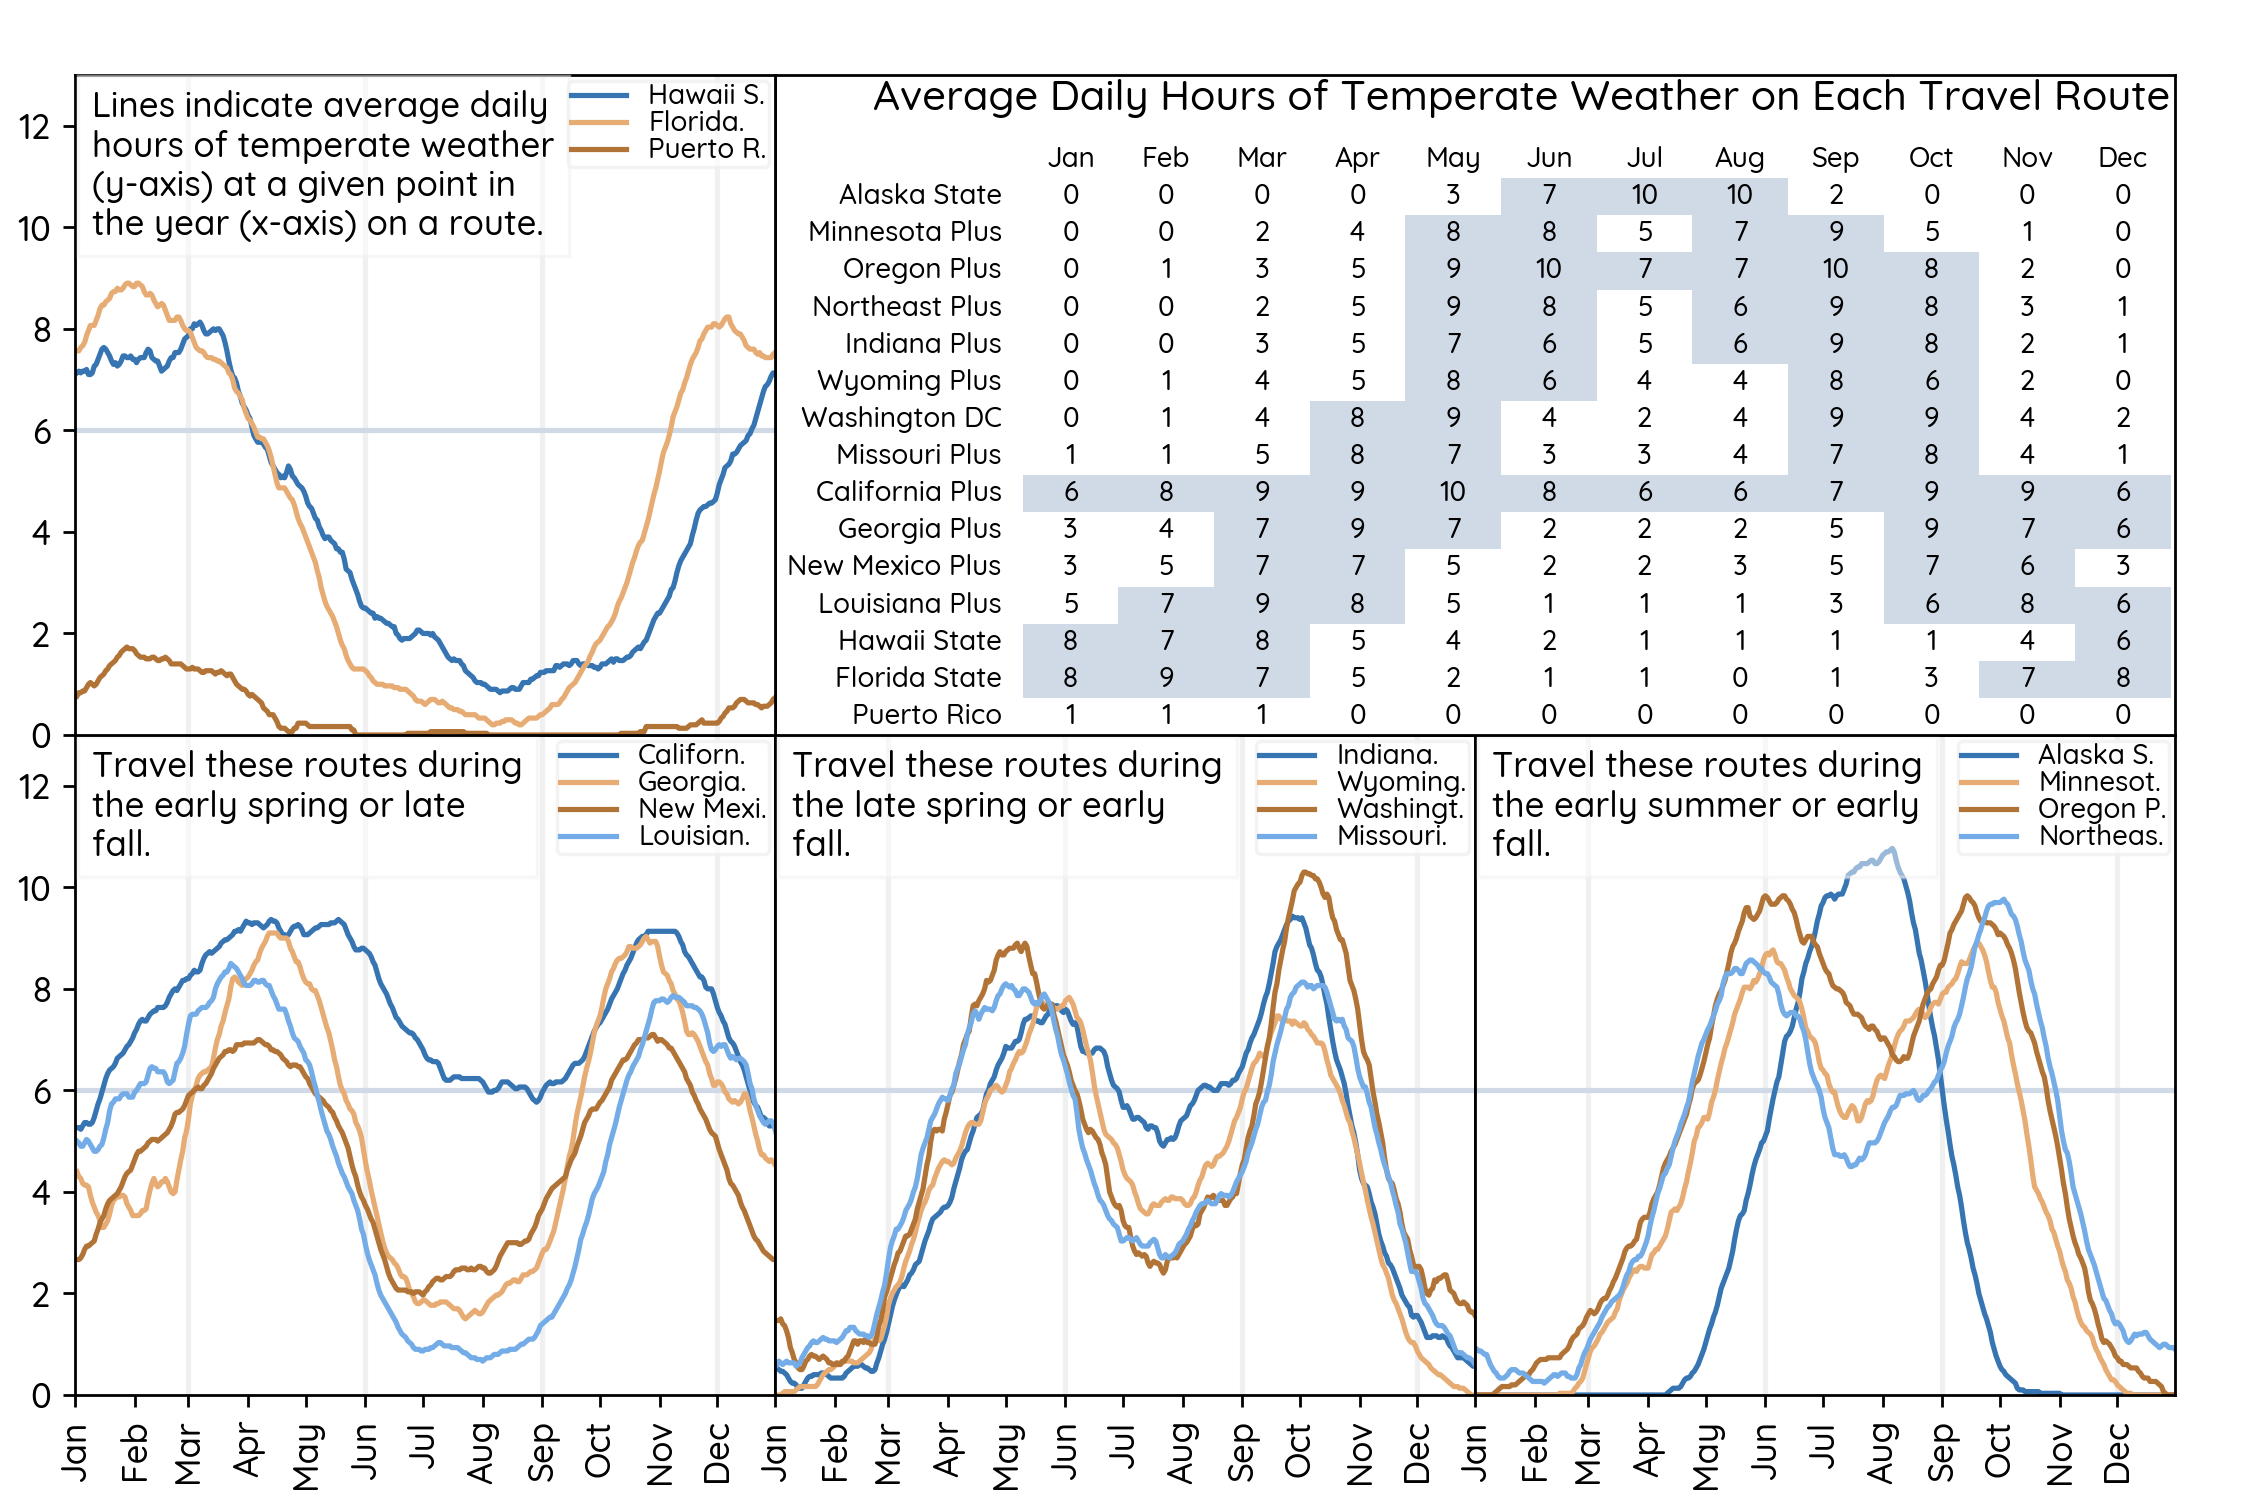 Lines indicate average daily
hours of temperate weather
(y-axis) at a given point in
the year (x-axis) on a route.
Hawaii S.
Florida.
Puerto R.
12
10
8
6
4
2
0
Average Daily Hours of Temperate Weather on Each Travel Route
Jan Feb Mar Apr May Jun Jul Aug Sep Oct Nov Dec
Alaska State 0 0 0 0 3 7 10 10 2 0 0 0
Minnesota Plus 0 0 2 4 8 8 5 7 9 5 1 0
Oregon Plus 0 1 3 5 9 10 7 7 10 8 2 0
Northeast Plus 0 0 2 5 9 8 5 6 9 8 3 1
Indiana Plus 0 0 3 5 7 6 5 6 9 8 2 1
Wyoming Plus 0 1 4 5 8 6 4 4 8 6 2 0
Washington DC 0 1 4 8 9 4 2 4 9 9 4 2
Missouri Plus 1 1 5 8 7 3 3 4 7 8 4 1
California Plus 6 8 9 9 10 8 6 6 7 9 9 6
Georgia Plus 3 4 7 9 7 2 2 2 5 9 7 6
New Mexico Plus 3 5 7 7 5 2 2 3 5 7 6 3
Louisiana Plus 5 7 9 8 5 1 1 1 3 6 8 6
Hawaii State 8 7 8 5 4 2 1 1 1 1 4 6
Florida State 8 9 7 5 2 1 1 0 1 3 7 8
Puerto Rico 1 1 1 0 0 0 0 0 0 0 0 0
Travel these routes during
the early spring or late
fall.
Californ.
Georgia.
New Mexi.
Louisian.
12
10
8
6
4
2
0
Jan Feb Mar Apr May Jun Jul Aug Sep Oct Nov Dec
Travel these routes during
the late spring or early
fall.
Indiana.
Wyoming.
Washingt.
Missouri.
Jan Feb Mar Apr May Jun Jul Aug Sep Oct Nov Dec
Travel these routes during
the early summer or early
fall.
Alaska S.
Minnesot.
Oregon P.
Northeas.
Jan Feb Mar Apr May Jun Jul Aug Sep Oct Nov Dec